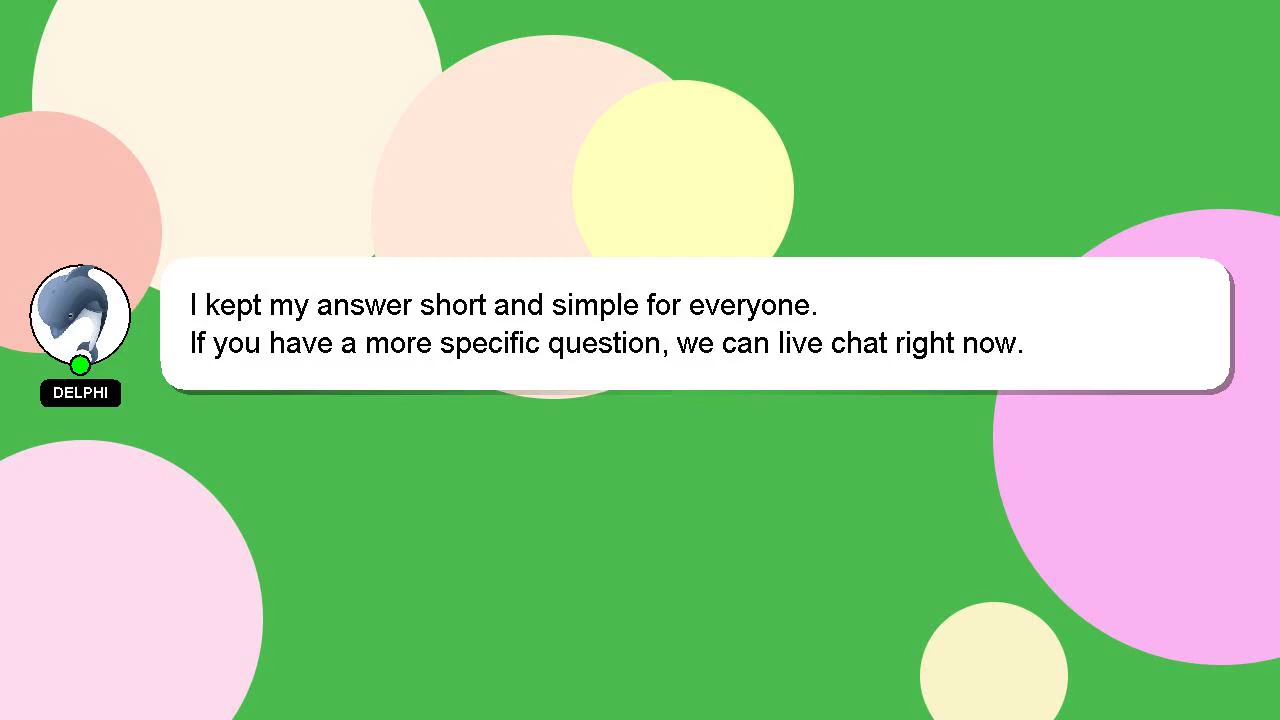 I kept my answer short and simple for everyone.
If you have a more specific question, we can live chat right now.
DELPHI